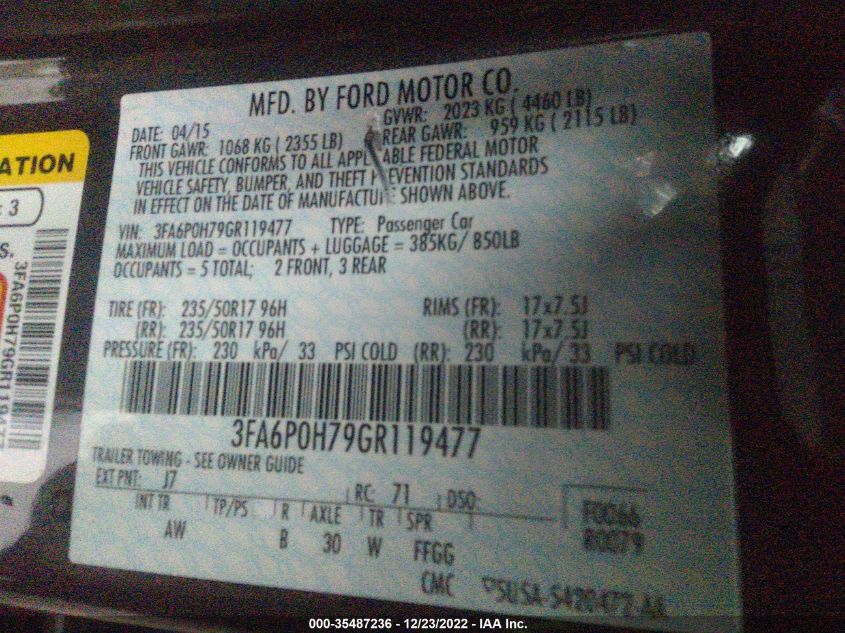 MFD. BY FORD MOTOR CO.
DATE: 04/15 GVWR: 2023 KG ( 4460 LB)
FRONT GAWR: 1068 KG ( 2355 LB) REAR GAWR: 959 KG ( 2115 LB)
THIS VEHICLE CONFORMS TO ALL APPLICABLE FEDERAL MOTOR
VEHICLE SAFETY, BUMPER, AND THEFT PREVENTION STANDARDS
IN EFFECT ON THE DATE OF MANUFACTURE SHOWN ABOVE.
VIN: 3FA6P0H79GR119477 TYPE: Passenger Car
MAXIMUM LOAD = OCCUPANTS + LUGGAGE = 385KG/ 850LB
OCCUPANTS = 5 TOTAL; 2 FRONT, 3 REAR
TIRE (FR): 235/50R17 96H RIMS (FR): 17x7.5J
(RR): 235/50R17 96H (RR): 17x7.5J
PRESSURE (FR): 230 kPa/ 33 PSI COLD (RR): 230 kPa/ 33 PSI COLD
3FA6P0H79GR119477
TRAILER TOWING - SEE OWNER GUIDE
EXT PNT: J7 RC: 71 DSO:
INT TR TP/PS R AXLE TR SPR F0066
AW B 30 W FFGG R0079
CMC
ATION
: 3
S.
3FA6P0H79GR119477
000-35487236 - 12/23/2022 - IAA Inc.